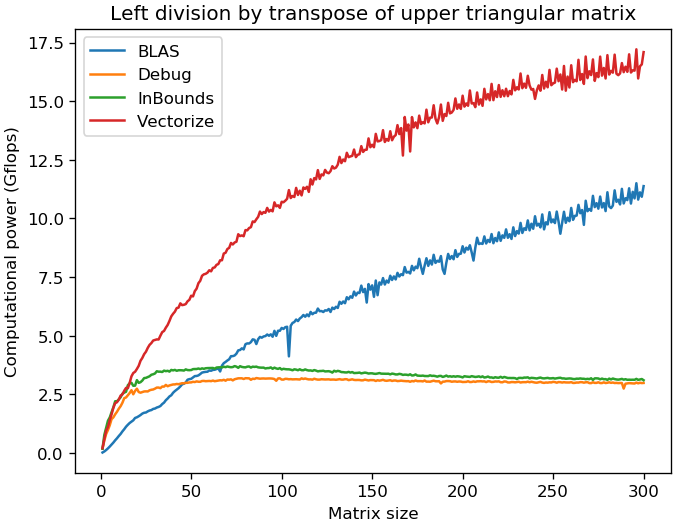 Left division by transpose of upper triangular matrix
BLAS
Debug
InBounds
Vectorize
Computational power (Gflops)
17.5
15.0
12.5
10.0
7.5
5.0
2.5
0.0
0 50 100 150 200 250 300
Matrix size